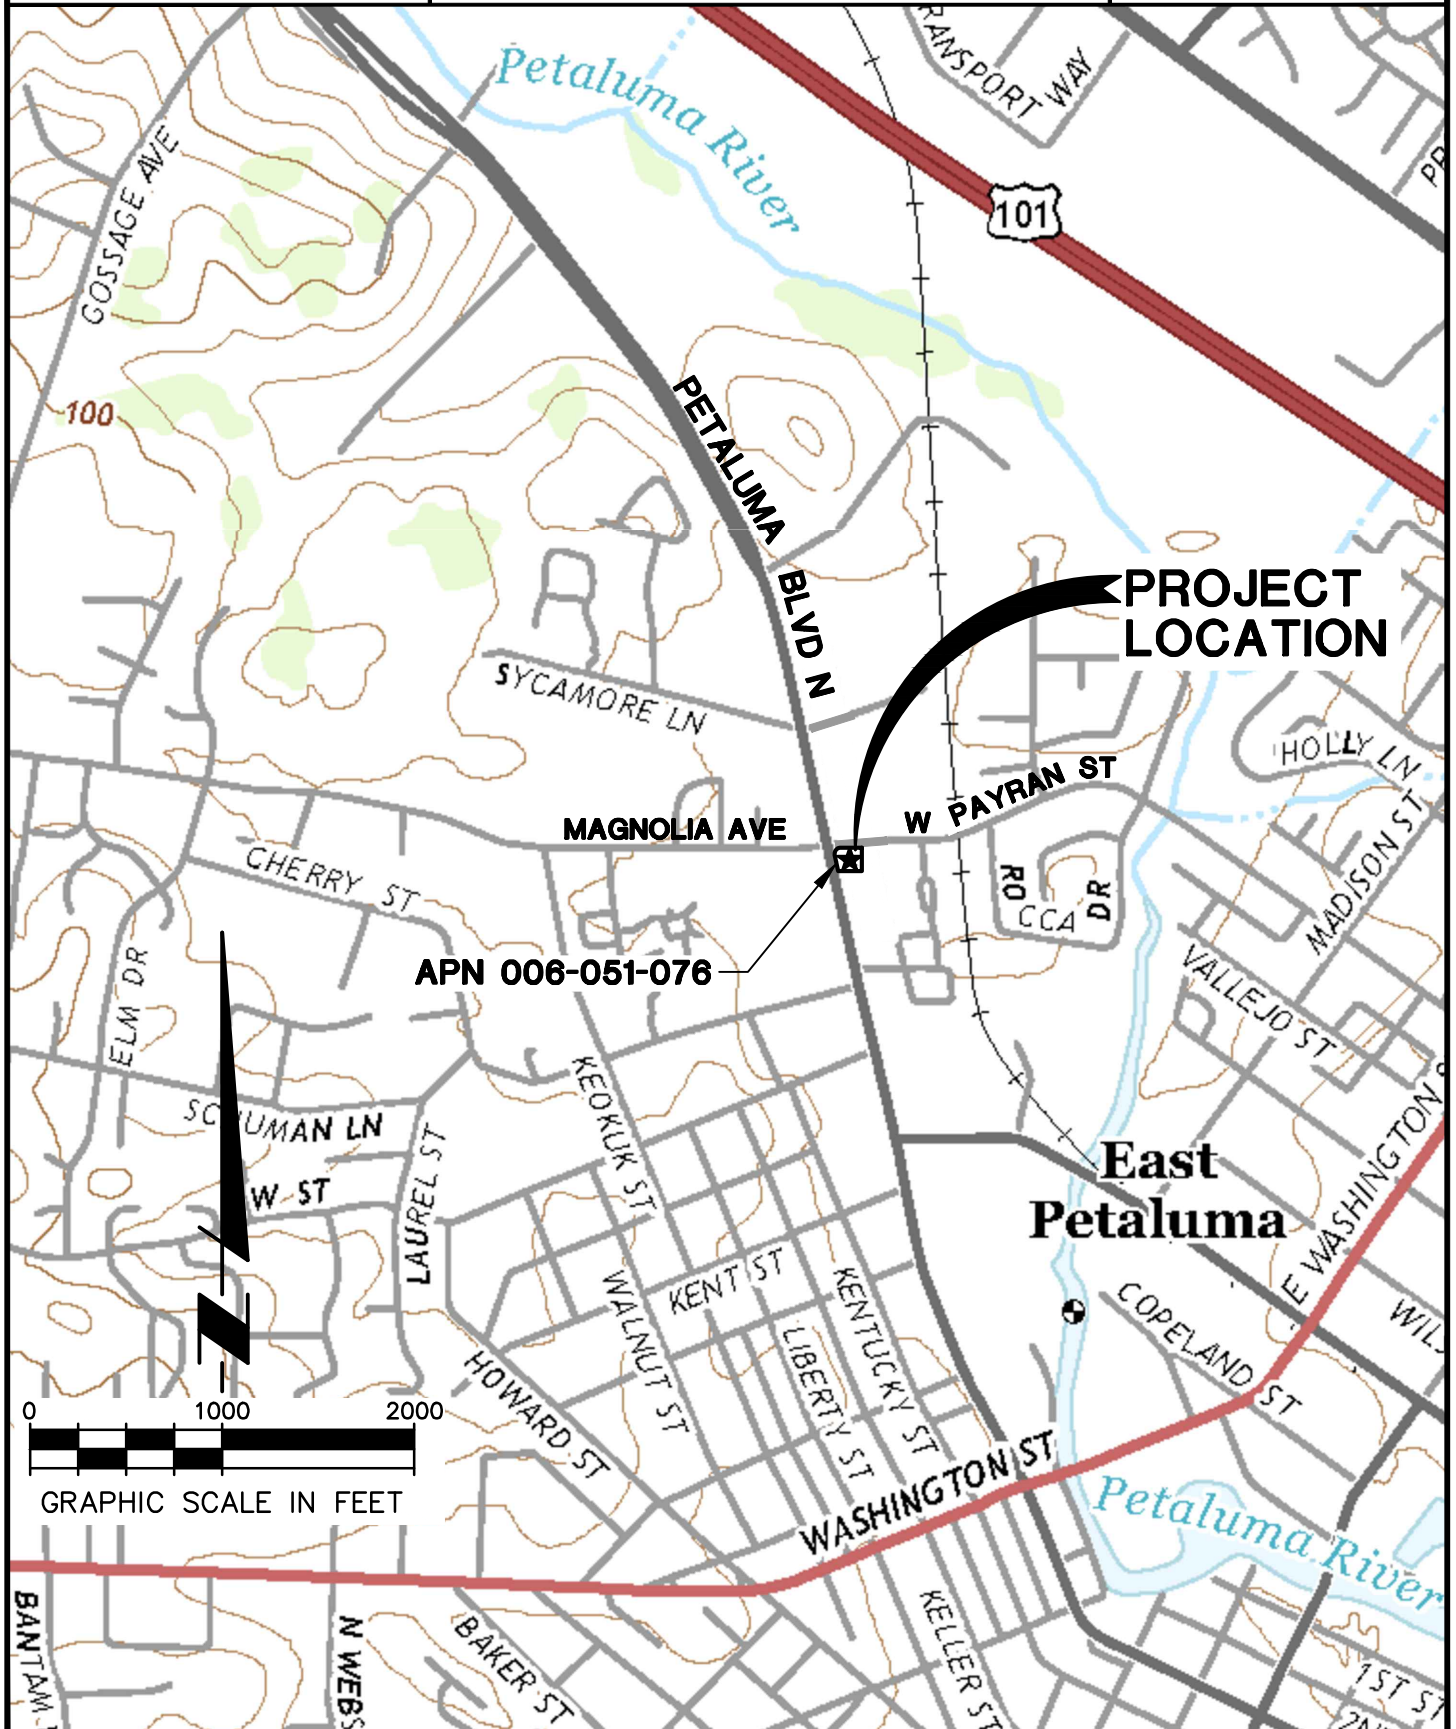 Petaluma River
TRANSPORT WAY
101
GOSSAGE AVE
100
PETALUMA BLVD N
PROJECT
LOCATION
SYCAMORE LN
HOLLY LN
W PAYRAN ST
MAGNOLIA AVE
MADISON ST
CHERRY ST
RO CCA DR
APN 006-051-076
ELM DR
VALLEJO ST
KEOKUK ST
SCHUMAN LN
LAUREL ST
East
Petaluma
W ST
E WASHINGTON S
KENT ST
WALNUT ST
KENTUCKY ST
LIBERTY ST
COPELAND ST
HOWARD ST
N
0 1000 2000
GRAPHIC SCALE IN FEET
WASHINGTON ST
Petaluma River
BANTAM
N WEBS
BAKER ST
KELLER ST
1ST ST